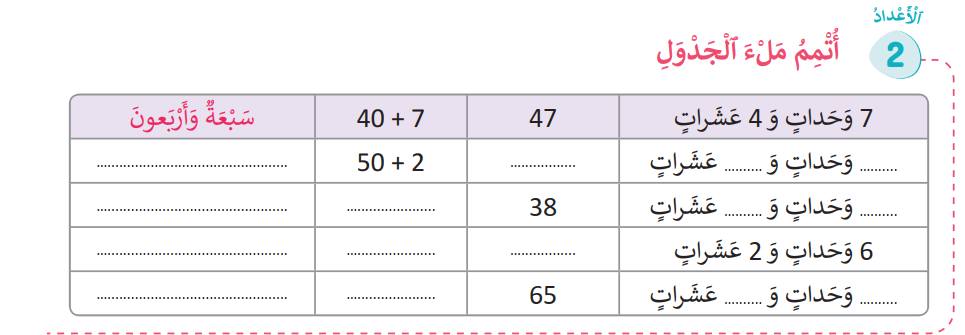 اَلْأَعْدادُ
2 أُتْمِمُ مَلْءَ ٱلْجَدْوَلِ
7 وَحَداتٍ وَ 4 عَشَراتٍ 47 40 + 7 سَبْعَةٌ وَأَرْبَعونَ
.......... وَحَداتٍ وَ .......... عَشَراتٍ ................ 50 + 2 ................................................
.......... وَحَداتٍ وَ .......... عَشَراتٍ 38 ...................... ................................................
6 وَحَداتٍ وَ 2 عَشَراتٍ ................ ...................... ................................................
.......... وَحَداتٍ وَ .......... عَشَراتٍ 65 ...................... ................................................